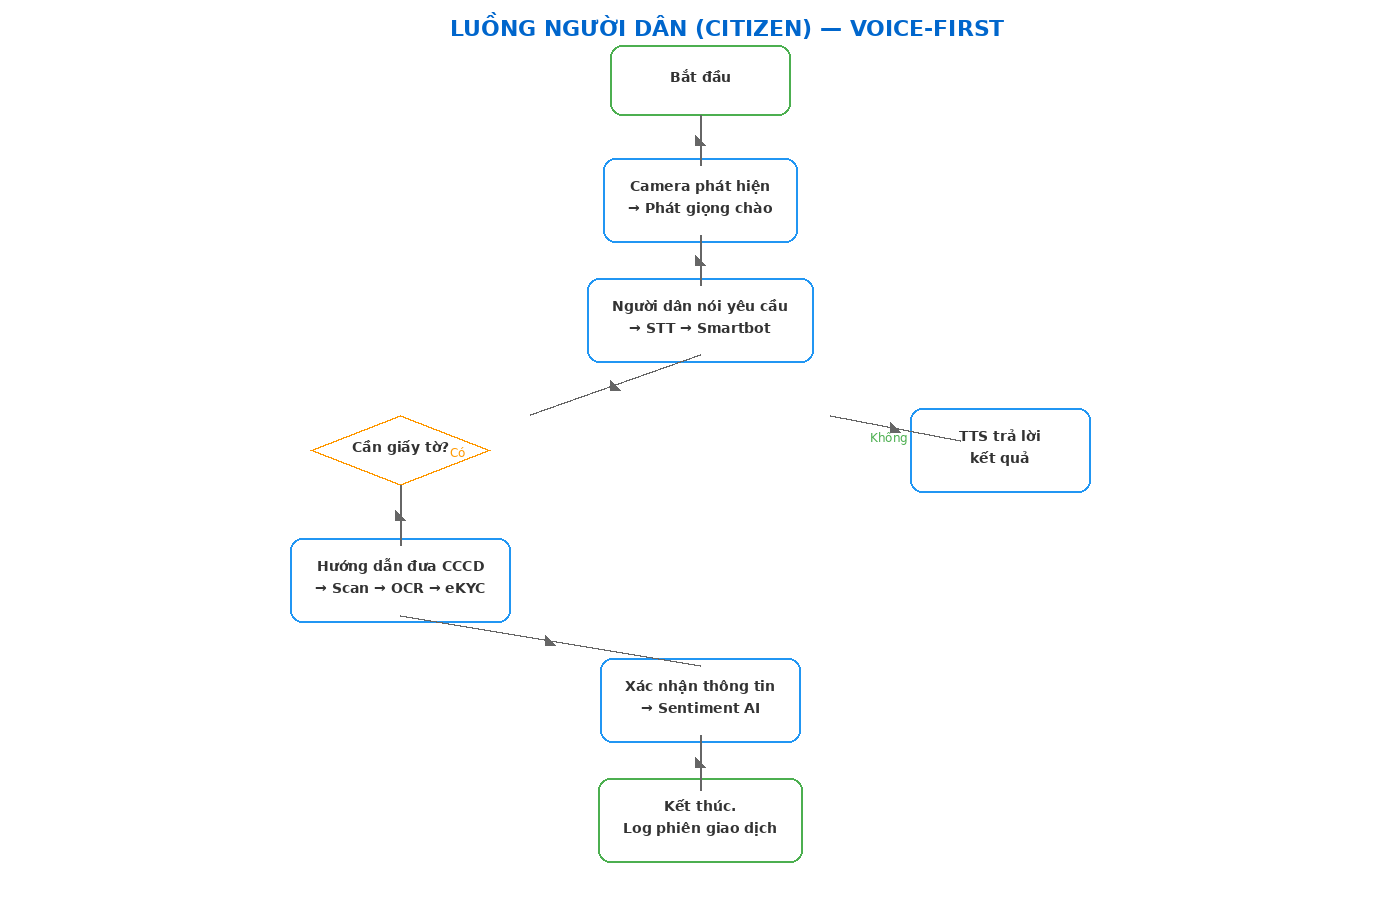 LUỒNG NGƯỜI DÂN (CITIZEN) — VOICE-FIRST
Bắt đầu
Camera phát hiện
→ Phát giọng chào
Người dân nói yêu cầu
→ STT → Smartbot
Cần giấy tờ?
Có
Không
TTS trả lời
kết quả
Hướng dẫn đưa CCCD
→ Scan → OCR → eKYC
Xác nhận thông tin
→ Sentiment AI
Kết thúc.
Log phiên giao dịch